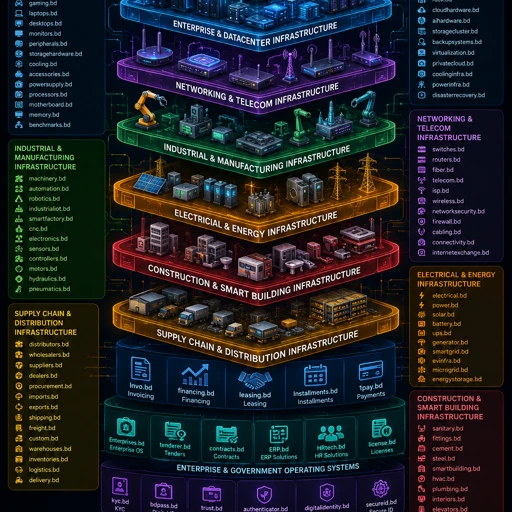 gaming.bd
laptops.bd
desktops.bd
monitors.bd
peripherals.bd
storagehardware.bd
cooling.bd
accessories.bd
powersupply.bd
processors.bd
motherboard.bd
memory.bd
benchmarks.bd
INDUSTRIAL &
MANUFACTURING
INFRASTRUCTURE
machinery.bd
automation.bd
robotics.bd
industrialiot.bd
smartfactory.bd
cnc.bd
electronics.bd
sensors.bd
controllers.bd
motors.bd
hydraulics.bd
pneumatics.bd
SUPPLY CHAIN &
DISTRIBUTION
INFRASTRUCTURE
distributors.bd
wholesalers.bd
suppliers.bd
dealers.bd
procurement.bd
imports.bd
exports.bd
shipping.bd
freight.bd
custom.bd
warehouses.bd
inventories.bd
logistics.bd
delivery.bd
ENTERPRISE & DATACENTER INFRASTRUCTURE
NETWORKING & TELECOM INFRASTRUCTURE
INDUSTRIAL & MANUFACTURING INFRASTRUCTURE
ELECTRICIAL & ENERGY INFRASTRUCTURE
CONSTRUCTION & SMART BUILDING INFRASTRUCTURE
SUPPLY CHAIN & DISTRIBUTION INFRASTRUCTURE
Invo.bd
Invoicing
financing.bd
Financing
leasing.bd
Leasing
Installments.bd
Installments
1pay.bd
Payments
Enterprises.bd
Enterprise OS
tenderer.bd
Tenders
contracts.bd
Contracts
ERP.bd
ERP Solutions
HRtech.bd
HR Solutions
license.bd
Licenses
ENTERPRISE & GOVERNMENT OPERATING SYSTEMS
kyc.bd
KYC
bdpass.bd
trust.bd
authenticator.bd
digitalidentity.bd
secureid.bd
Secure ID
cloudhardware.bd
aihardware.bd
storagecluster.bd
backupsystems.bd
virtualization.bd
privatecloud.bd
coolinginfra.bd
powerinfra.bd
disasterrecovery.bd
NETWORKING &
TELECOM
INFRASTRUCTURE
switches.bd
routers.bd
fiber.bd
telecom.bd
isp.bd
wireless.bd
networksecurity.bd
firewall.bd
cabling.bd
connectivity.bd
internetexchange.bd
ELECTRICAL & ENERGY
INFRASTRUCTURE
electrical.bd
power.bd
solar.bd
battery.bd
ups.bd
generator.bd
smartgrid.bd
evinfra.bd
microgrid.bd
energystorage.bd
CONSTRUCTION &
SMART BUILDING
INFRASTRUCTURE
sanitary.bd
fittings.bd
cement.bd
steel.bd
smartbuilding.bd
hvac.bd
plumbing.bd
interiors.bd
elevators.bd